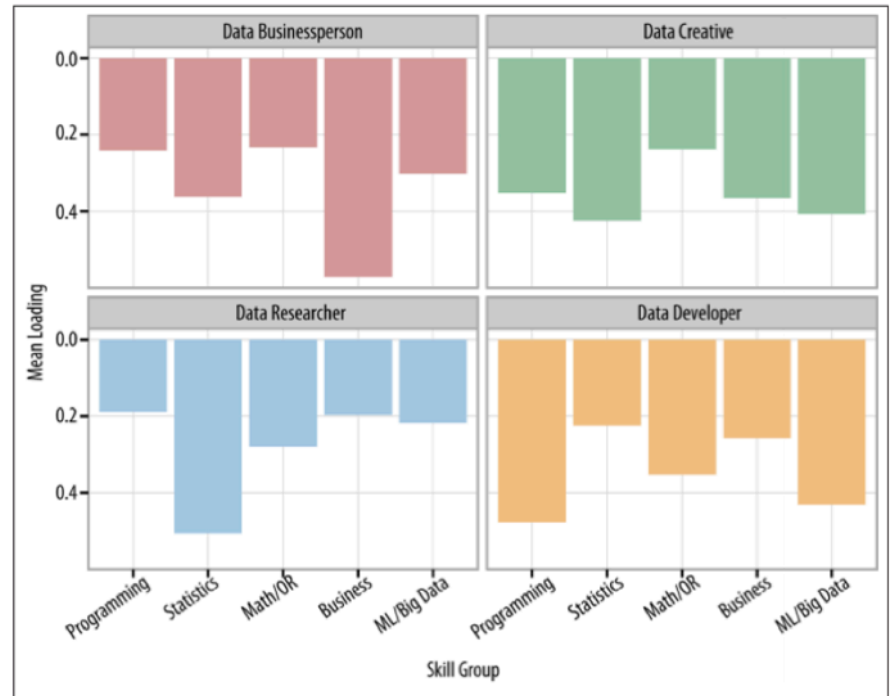 Data Businessperson
Data Creative
0.0
0.2
0.4
Data Researcher
Data Developer
0.0
0.2
0.4
Mean Loading
Programming
Statistics
Math/OR
Business
ML/Big Data
Programming
Statistics
Math/OR
Business
ML/Big Data
Skill Group